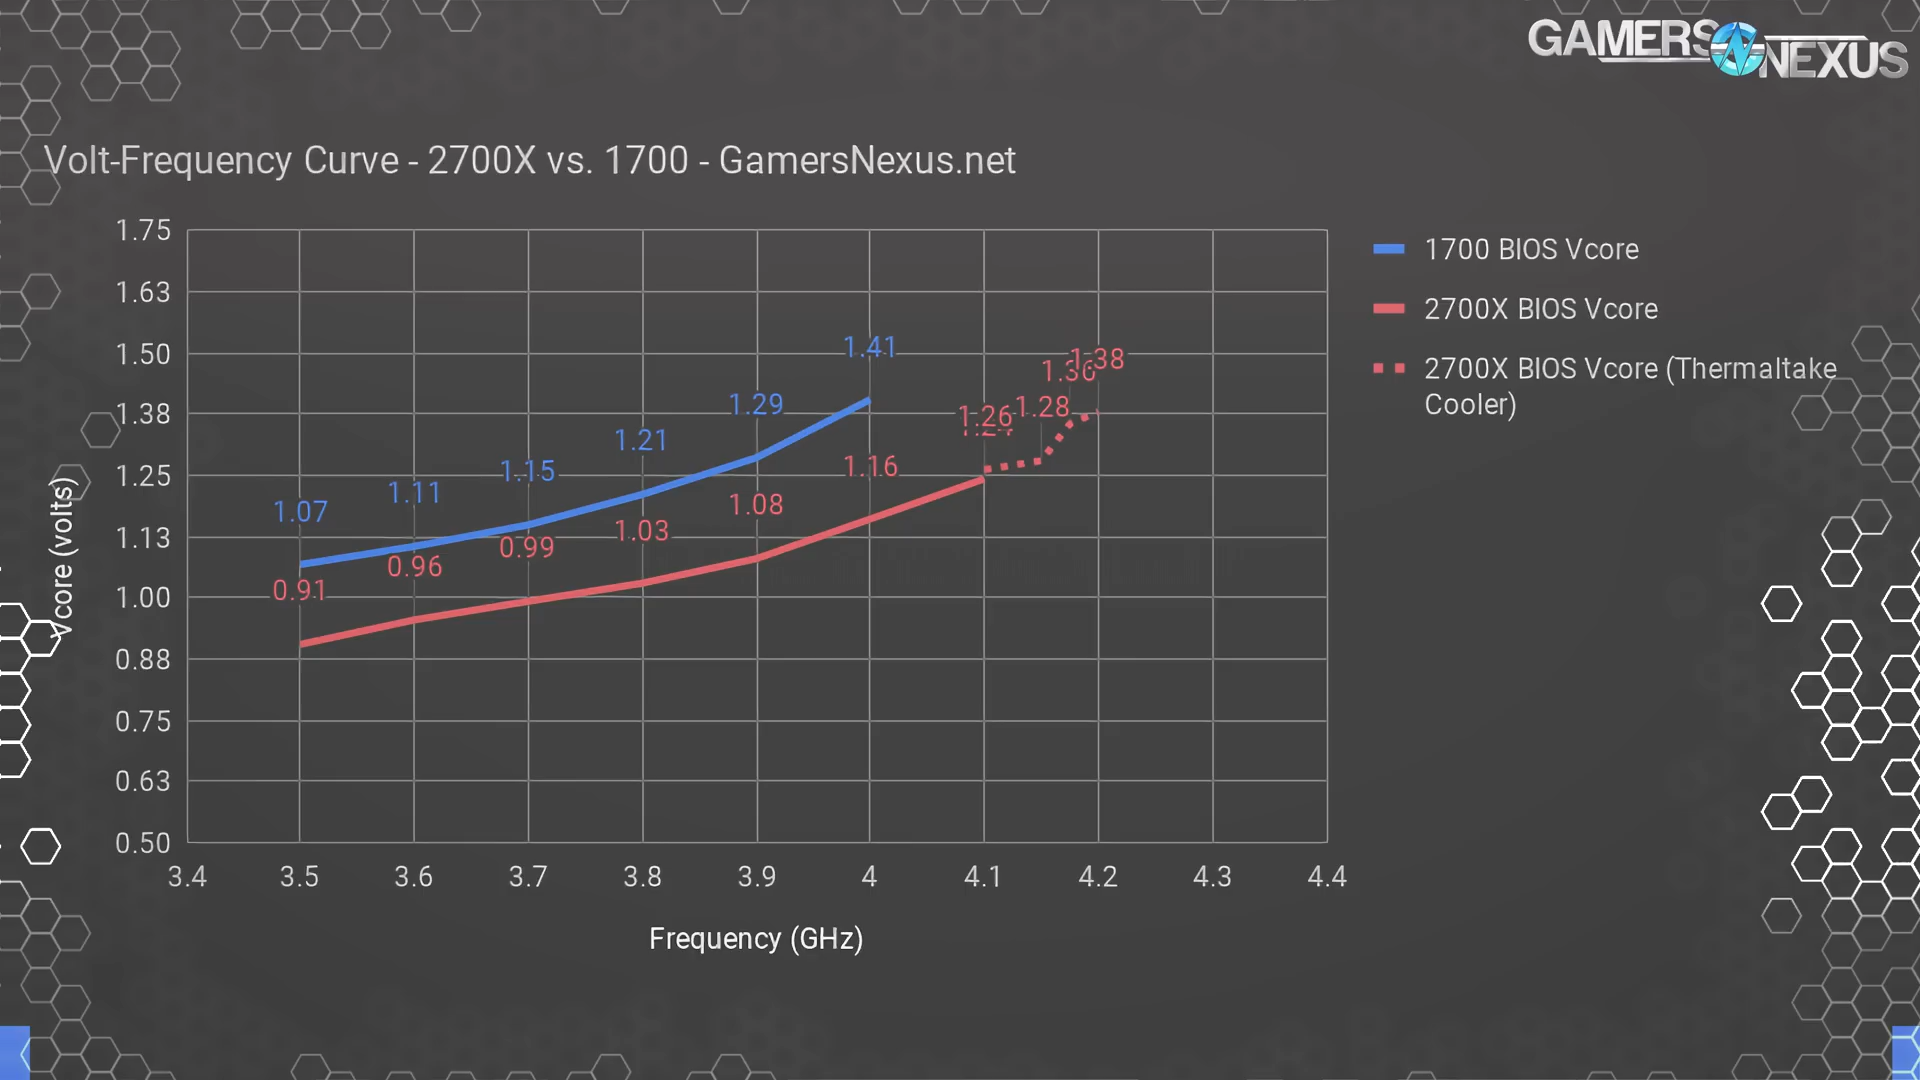 GAMERS NEXUS
Volt-Frequency Curve - 2700X vs. 1700 - GamersNexus.net
1.75
1.63
1.50
1.38
1.25
1.13
1.00
0.88
0.75
0.63
0.50
Vcore (volts)
1.07
1.11
1.15
1.21
1.29
1.41
0.91
0.96
0.99
1.03
1.08
1.16
1.26
1.28
1.38
3.4 3.5 3.6 3.7 3.8 3.9 4 4.1 4.2 4.3 4.4
Frequency (GHz)
1700 BIOS Vcore
2700X BIOS Vcore
2700X BIOS Vcore (Thermaltake
Cooler)